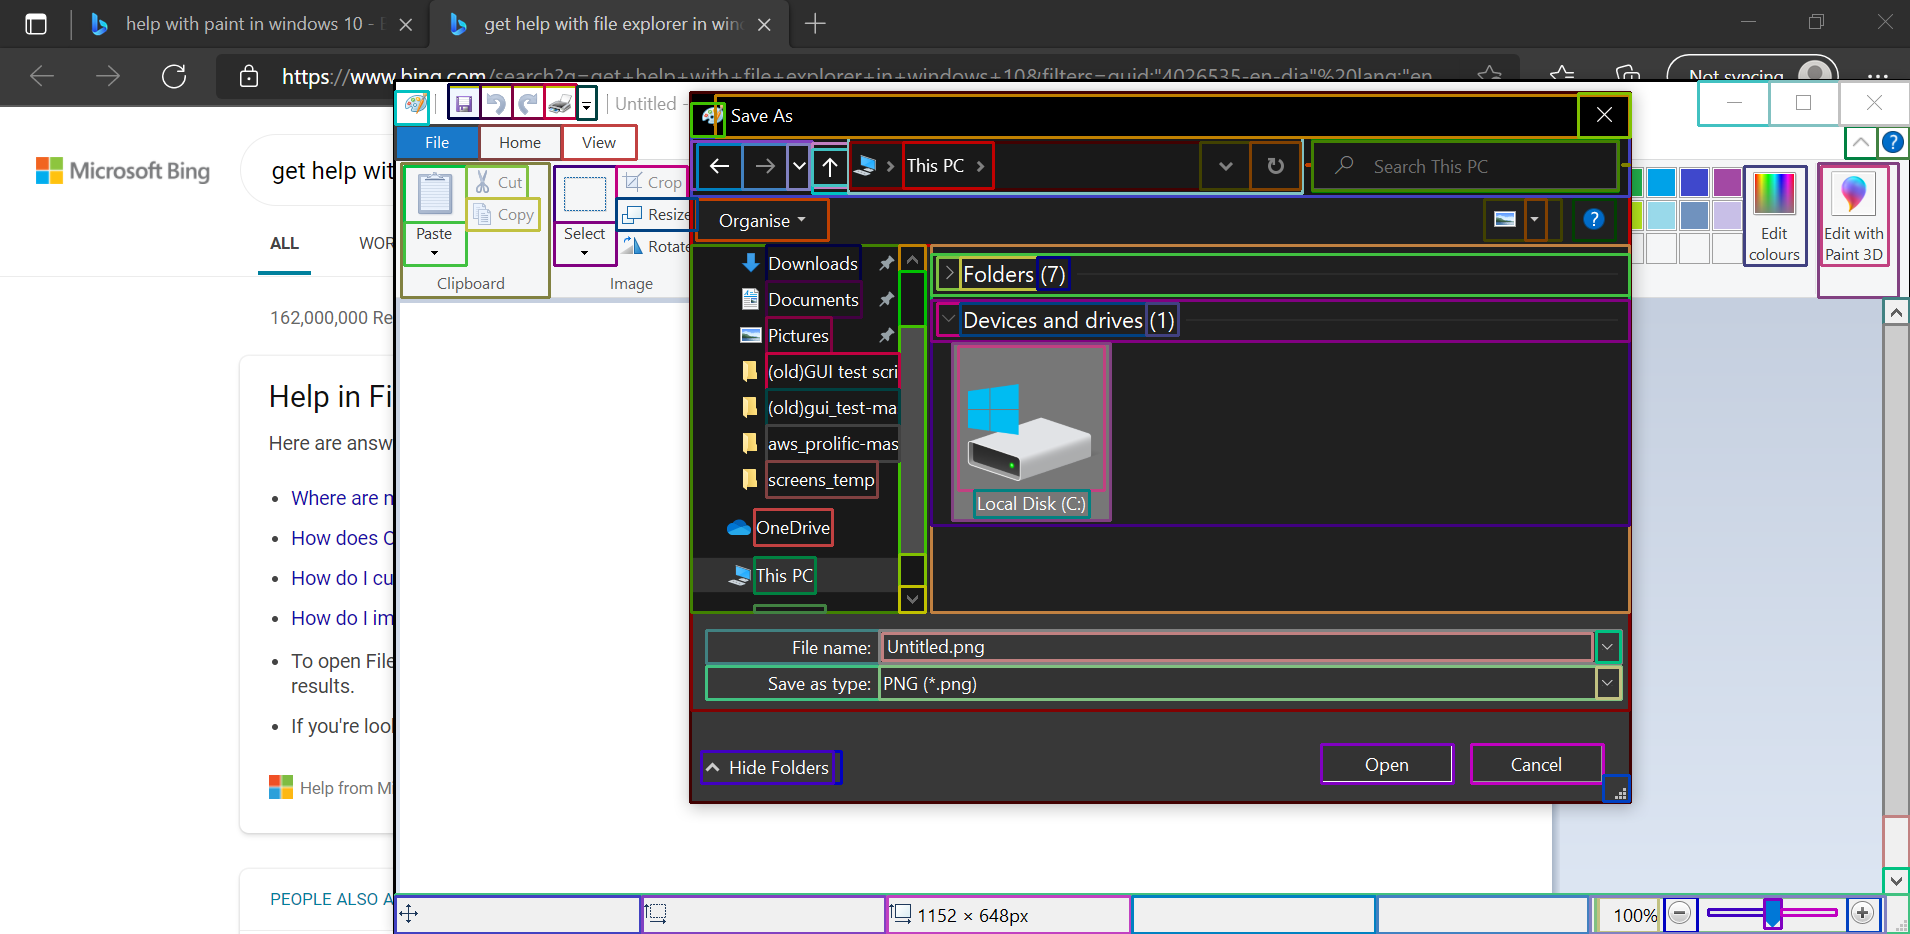 help with paint in windows 10 -
get help with file explorer in win
https://www.bing.com/search?q=get+help+with+file+explorer+in+windows+10&filters=guid:"4026535-en-dia"%20lang:"en
Not syncing
Microsoft Bing
get help wit
ALL
WOR
162,000,000 Re
Help in Fi
Here are answ
Where are n
How does C
How do I cu
How do I im
To open File
results.
If you're loo
Help from Mi
PEOPLE ALSO A
Untitled -
File
Home
View
Paste
Cut
Copy
Clipboard
Select
Crop
Resize
Rotate
Image
Edit
colours
Edit with
Paint 3D
Save As
This PC
Search This PC
Organise
Downloads
Documents
Pictures
(old)GUI test scri
(old)gui_test-ma
aws_prolific-mas
screens_temp
OneDrive
This PC
Folders (7)
Devices and drives (1)
Local Disk (C:)
File name: Untitled.png
Save as type: PNG (*.png)
Hide Folders
Open
Cancel
1152 × 648px
100%